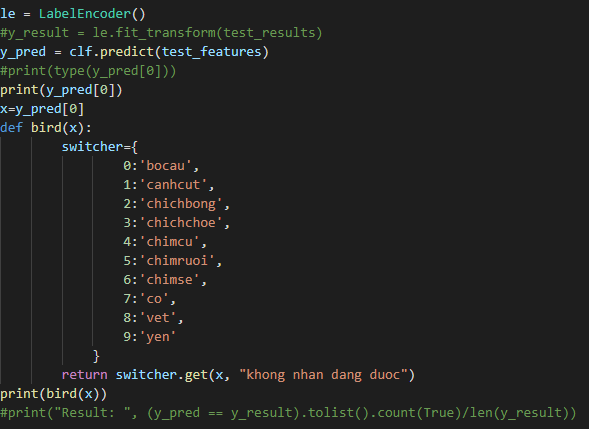 le = LabelEncoder()
#y_result = le.fit_transform(test_results)
y_pred = clf.predict(test_features)
#print(type(y_pred[0]))
print(y_pred[0])
x=y_pred[0]
def bird(x):
        switcher={
                0:'bocau',
                1:'canhcut',
                2:'chichbong',
                3:'chichchoe',
                4:'chimcu',
                5:'chimruoi',
                6:'chimse',
                7:'co',
                8:'vet',
                9:'yen'
            }
        return switcher.get(x, "khong nhan dang duoc")
print(bird(x))
#print("Result: ", (y_pred == y_result).tolist().count(True)/len(y_result))